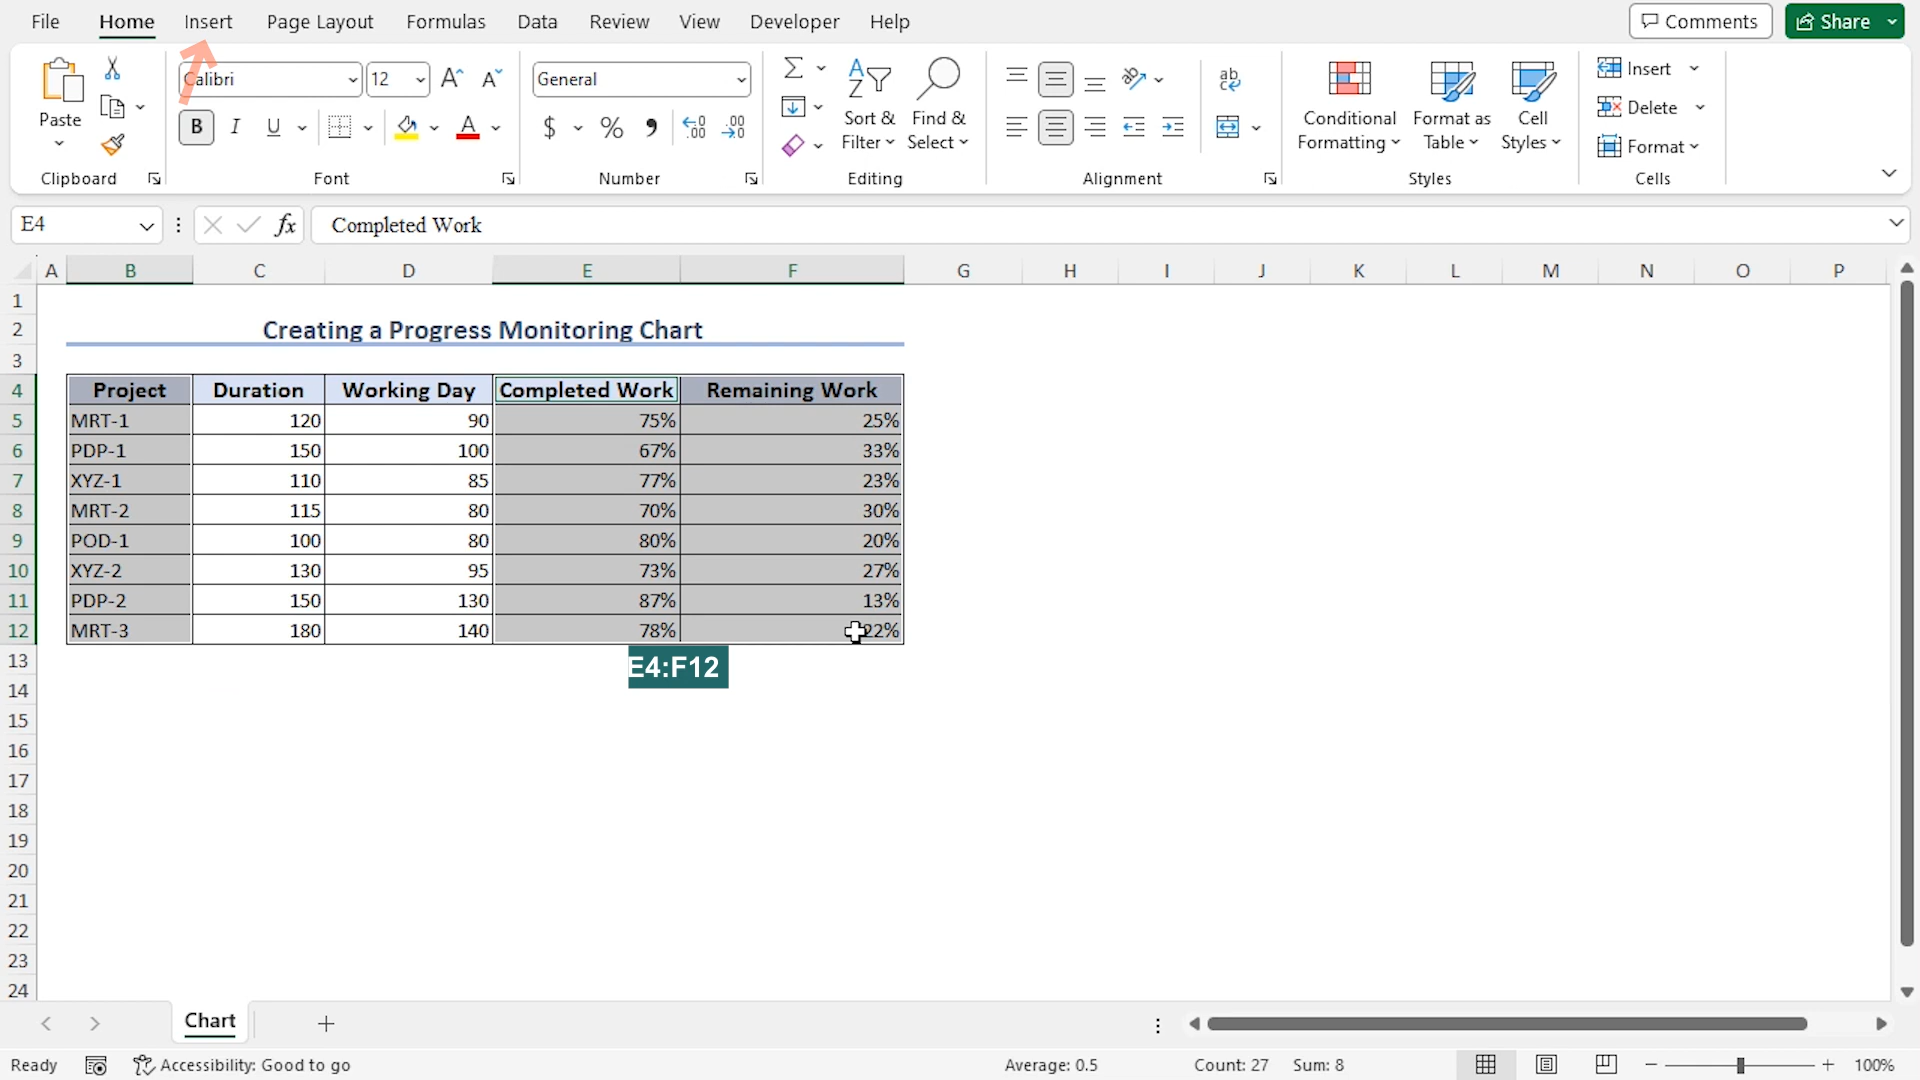 File Home Insert Page Layout Formulas Data Review View Developer Help Comments Share
Calibri 12 General
Paste B I U $ % Sort & Filter Find & Select ab Conditional Formatting Format as Table Cell Styles Insert Delete Format
Clipboard Font Number Editing Alignment Styles Cells
E4 fx Completed Work
A B C D E F G H I J K L M N O P
1
2 Creating a Progress Monitoring Chart
3
4 Project Duration Working Day Completed Work Remaining Work
5 MRT-1 120 90 75% 25%
6 PDP-1 150 100 67% 33%
7 XYZ-1 110 85 77% 23%
8 MRT-2 115 80 70% 30%
9 POD-1 100 80 80% 20%
10 XYZ-2 130 95 73% 27%
11 PDP-2 150 130 87% 13%
12 MRT-3 180 140 78% 22%
13 E4:F12
14
15
16
17
18
19
20
21
22
23
24
Chart
Ready Accessibility: Good to go Average: 0.5 Count: 27 Sum: 8 100%